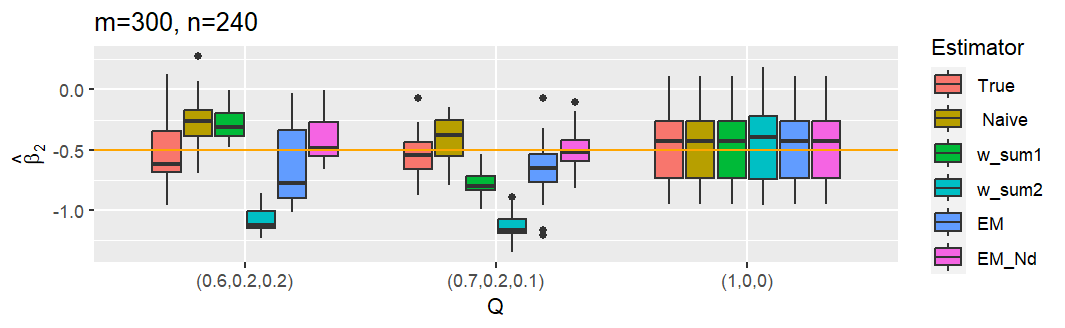 m=300, n=240
β̂2
0.0
-0.5
-1.0
(0.6,0.2,0.2)
(0.7,0.2,0.1)
(1,0,0)
Q
Estimator
True
Naive
w_sum1
w_sum2
EM
EM_Nd